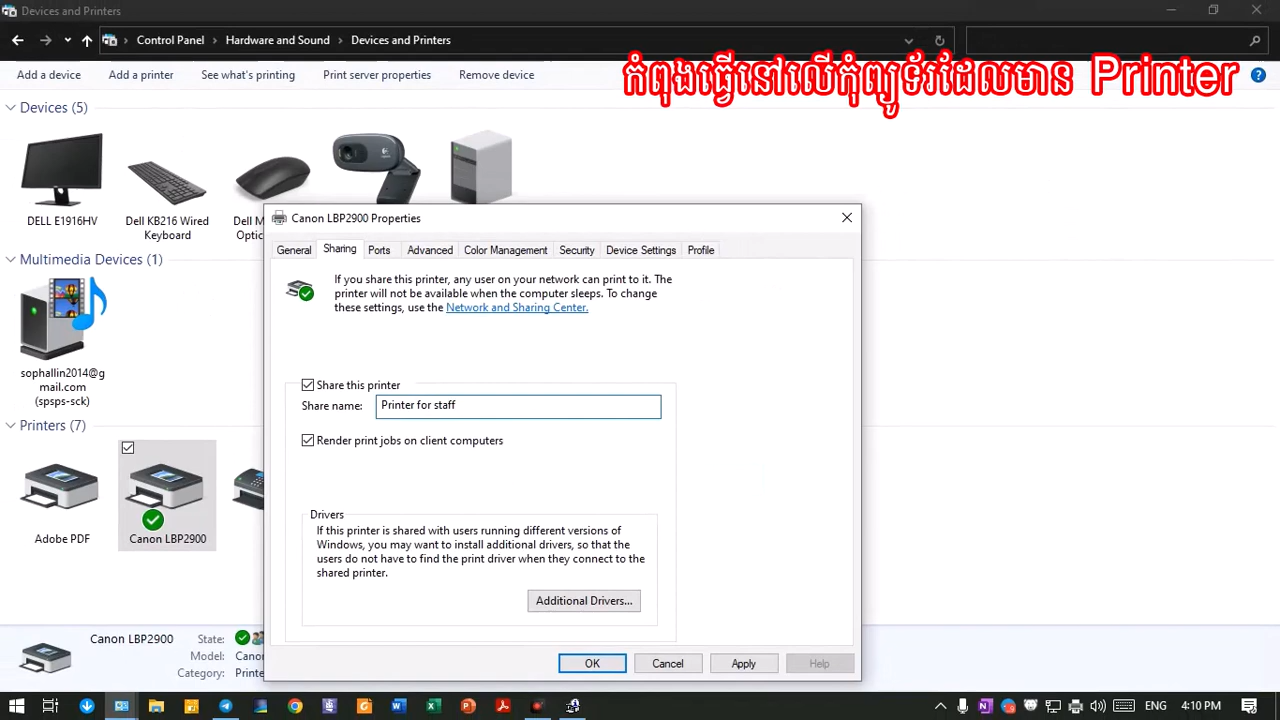 Devices and Printers
Control Panel
Hardware and Sound
Devices and Printers
Add a device
Add a printer
See what's printing
Print server properties
Remove device
កំពុងធ្វើនៅលើកុំព្យូទ័រដែលមាន Printer
Devices (5)
DELL E1916HV
Dell KB216 Wired
Keyboard
Dell M
Optic
Multimedia Devices (1)
sophallin2014@g
mail.com
(spsps-sck)
Printers (7)
Adobe PDF
Canon LBP2900
Canon LBP2900 Properties
General
Sharing
Ports
Advanced
Color Management
Security
Device Settings
Profile
If you share this printer, any user on your network can print to it. The
printer will not be available when the computer sleeps. To change
these settings, use the Network and Sharing Center.
Share this printer
Share name:
Printer for staff
Render print jobs on client computers
Drivers
If this printer is shared with users running different versions of
Windows, you may want to install additional drivers, so that the
users do not have to find the print driver when they connect to the
shared printer.
Additional Drivers...
OK
Cancel
Apply
Help
Canon LBP2900
State:
Model:
Canon
Category:
Printe
ENG
4:10 PM